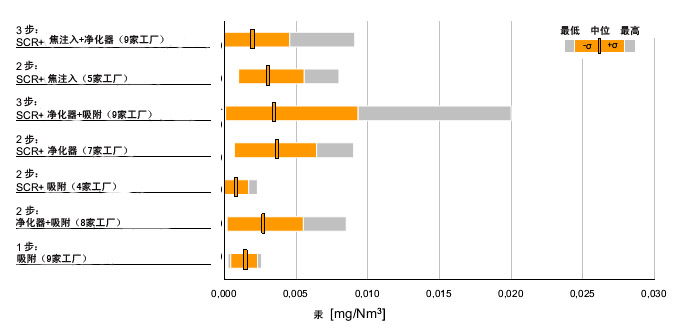 3 步：
SCR+ 焦注入+净化器（9家工厂）
2 步：
SCR+ 焦注入（5家工厂）
3步：
SCR+ 净化器+吸附（9家工厂）
2 步：
SCR+ 净化器（7家工厂）
2 步：
SCR+ 吸附（4家工厂）
2 步：
净化器+吸附（8家工厂）
1步：
吸附（9家工厂）
最低 中位 最高
-σ +σ
0,000 0,005 0,010 0,015 0,020 0,025 0,030
汞 [mg/Nm³]